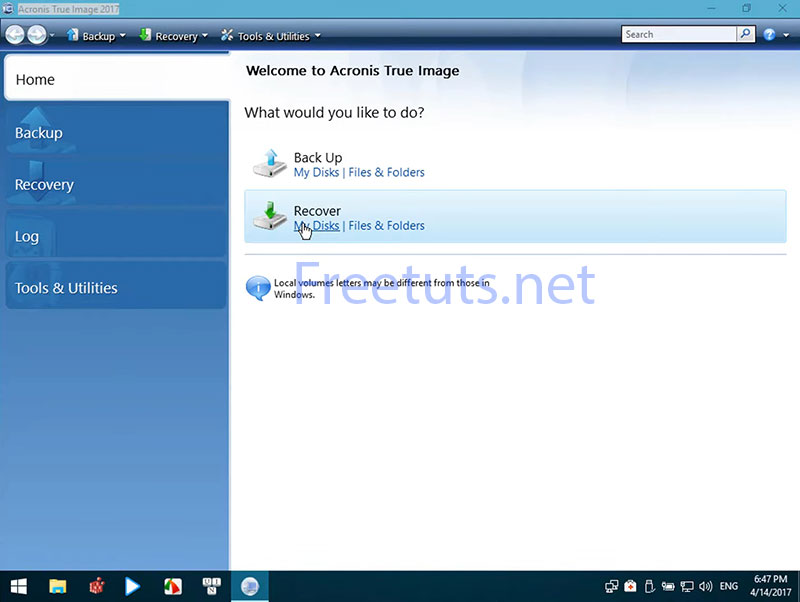 Acronis True Image 2017
Backup Recovery Tools & Utilities Search
Home
Backup
Recovery
Log
Tools & Utilities
Welcome to Acronis True Image
What would you like to do?
Back Up
My Disks | Files & Folders
Recover
My Disks | Files & Folders
Local volumes letters may be different from those in
Windows.
Freetuts.net
ENG
6:47 PM
4/14/2017